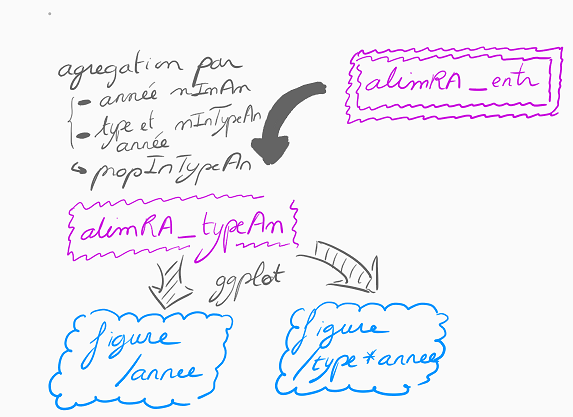 agregation par
- année nInAn
- type et nInTypeAn
année
↳ propInTypeAn
alimRA_entr
alimRA_typeAn
ggplot
figure
/annee
figure
/type*annee